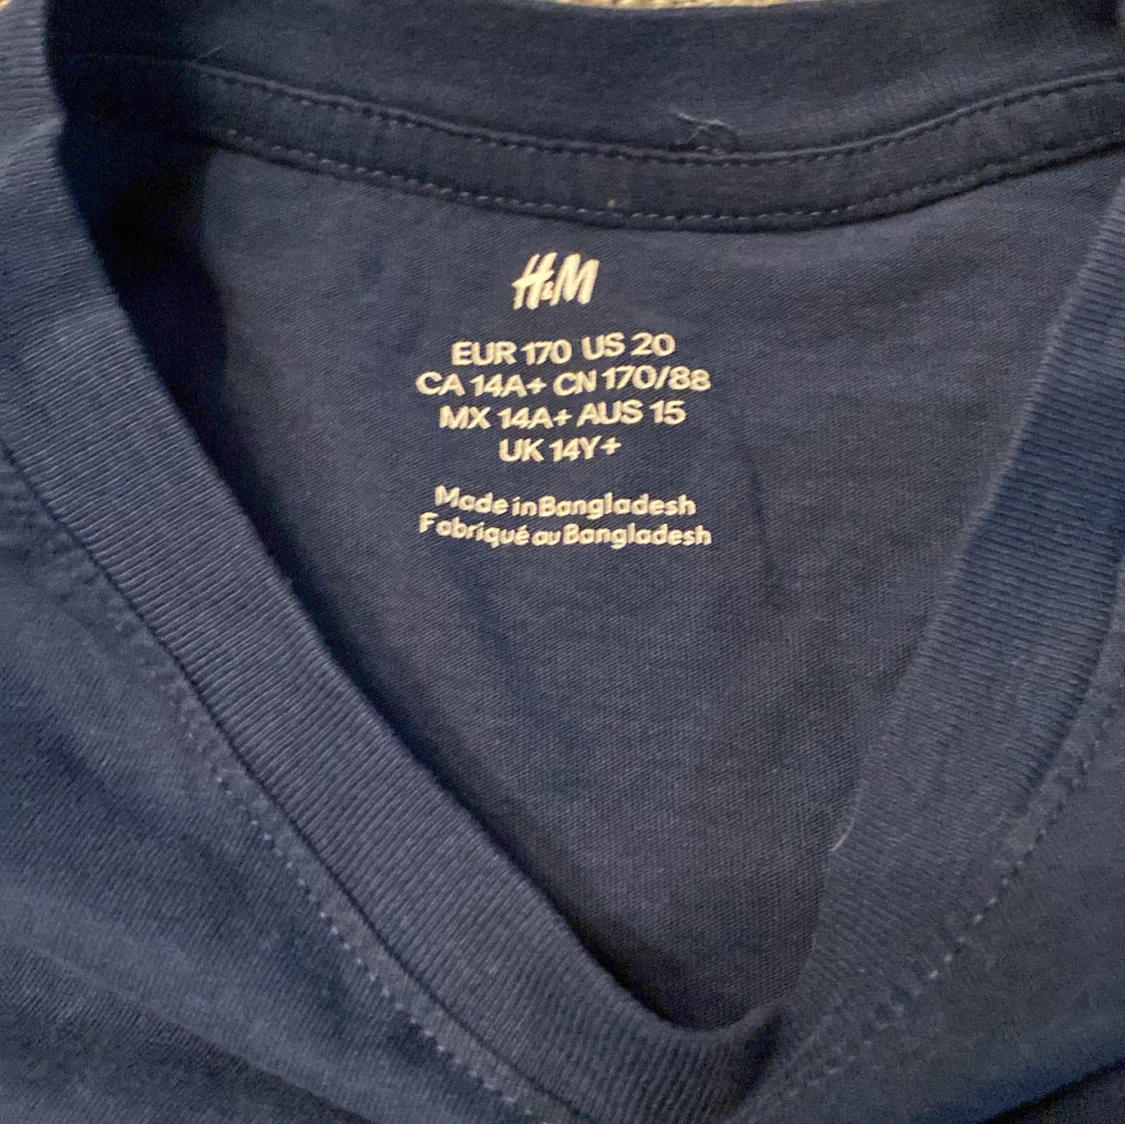 H&M
EUR 170 US 20
CA 14A+ CN 170/88
MX 14A+ AUS 15
UK 14Y+
Made in Bangladesh
Fabriqué au Bangladesh